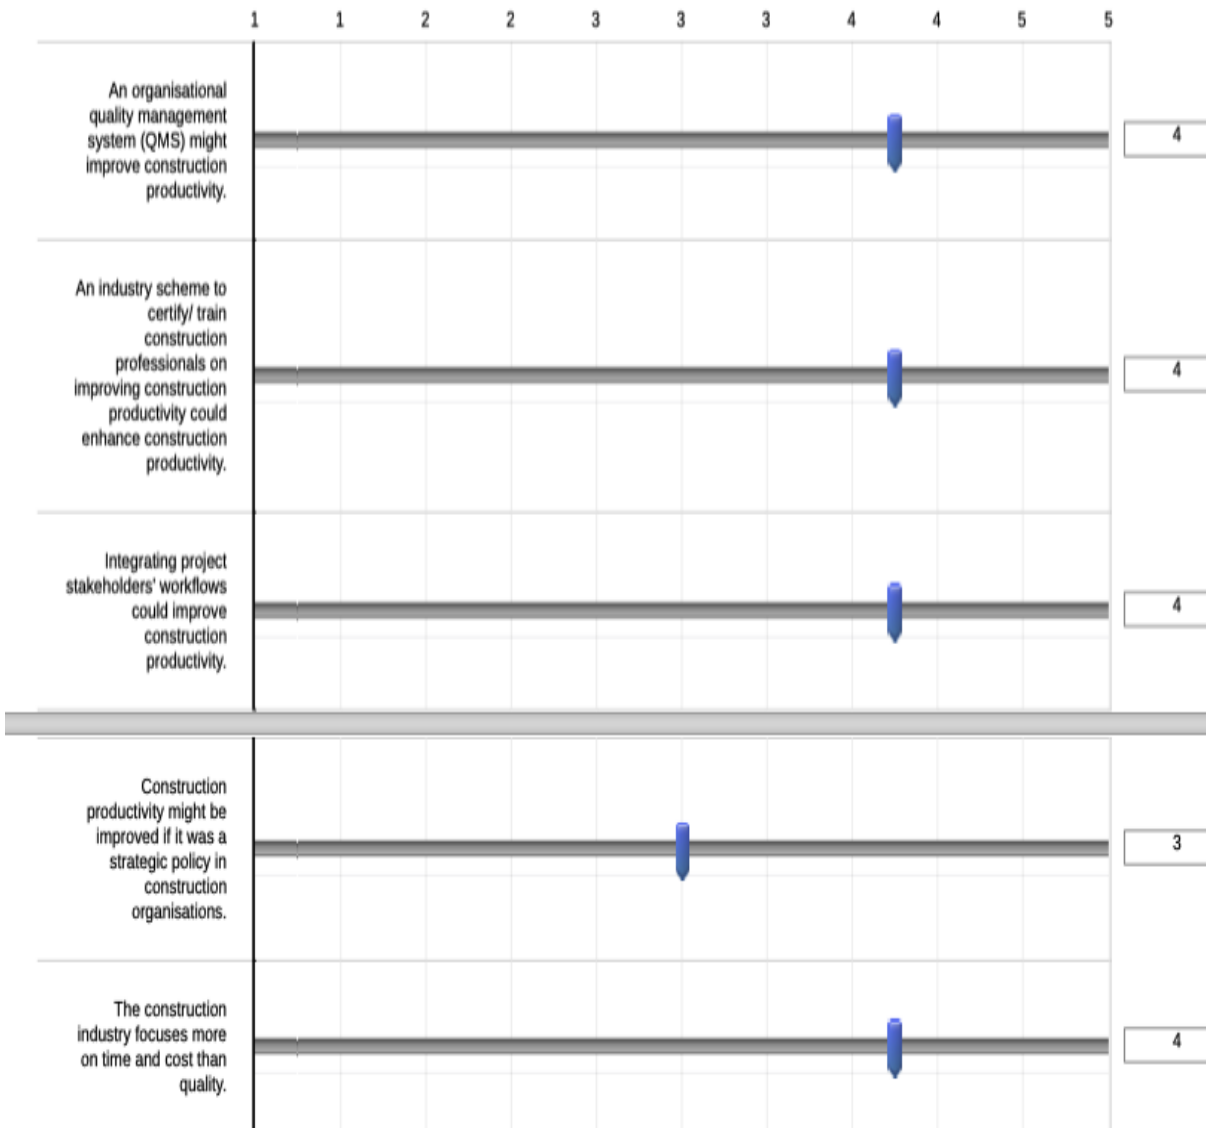 1 1 2 2 3 3 3 4 4 5 5
An organisational
quality management
system (QMS) might
improve construction
productivity.
4
An industry scheme to
certify/ train
construction
professionals on
improving construction
productivity could
enhance construction
productivity.
4
Integrating project
stakeholders' workflows
could improve
construction
productivity.
4
Construction
productivity might be
improved if it was a
strategic policy in
construction
organisations.
3
The construction
industry focuses more
on time and cost than
quality.
4